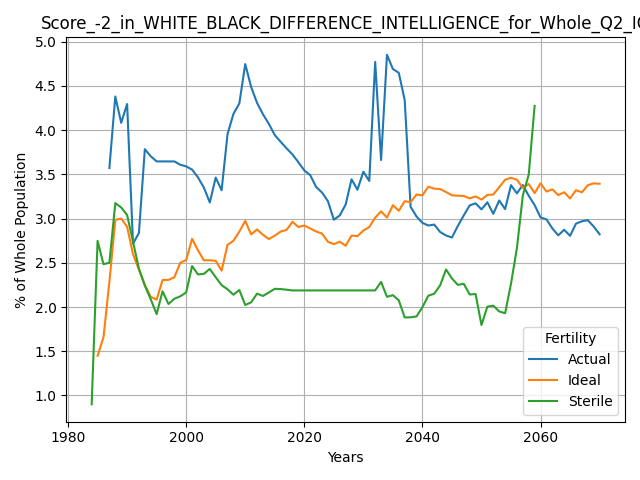 Score_-2_in_WHITE_BLACK_DIFFERENCE_INTELLIGENCE_for_Whole_Q2_IC
5.0
4.5
4.0
3.5
3.0
2.5
2.0
1.5
1.0
% of Whole Population
1980
2000
2020
2040
2060
Years
Fertility
Actual
Ideal
Sterile